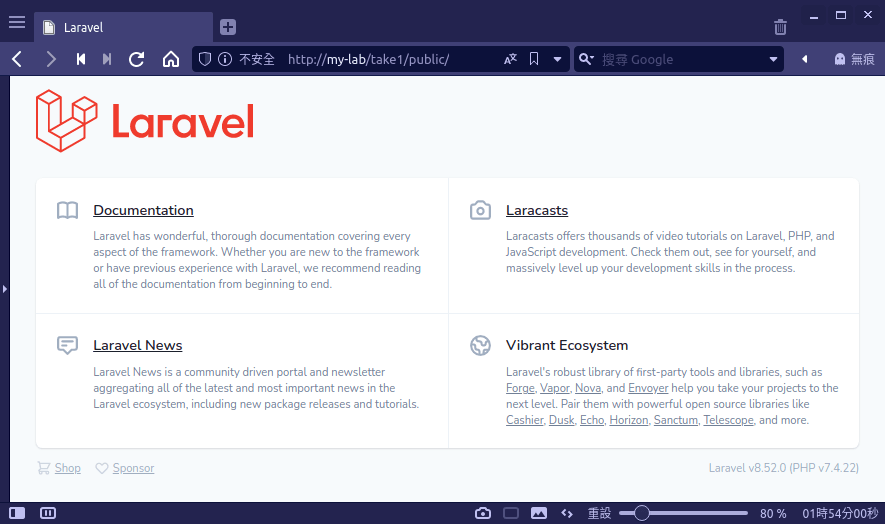 Laravel
不安全 http://my-lab/take1/public/ 搜尋 Google 無痕
Laravel
Documentation
Laravel has wonderful, thorough documentation covering every
aspect of the framework. Whether you are new to the framework
or have previous experience with Laravel, we recommend reading
all of the documentation from beginning to end.
Laracasts
Laracasts offers thousands of video tutorials on Laravel, PHP, and
JavaScript development. Check them out, see for yourself, and
massively level up your development skills in the process.
Laravel News
Laravel News is a community driven portal and newsletter
aggregating all of the latest and most important news in the
Laravel ecosystem, including new package releases and tutorials.
Vibrant Ecosystem
Laravel's robust library of first-party tools and libraries, such as
Forge, Vapor, Nova, and Envoyer help you take your projects to the
next level. Pair them with powerful open source libraries like
Cashier, Dusk, Echo, Horizon, Sanctum, Telescope, and more.
Shop Sponsor Laravel v8.52.0 (PHP v7.4.22)
重設 80 % 01時54分00秒